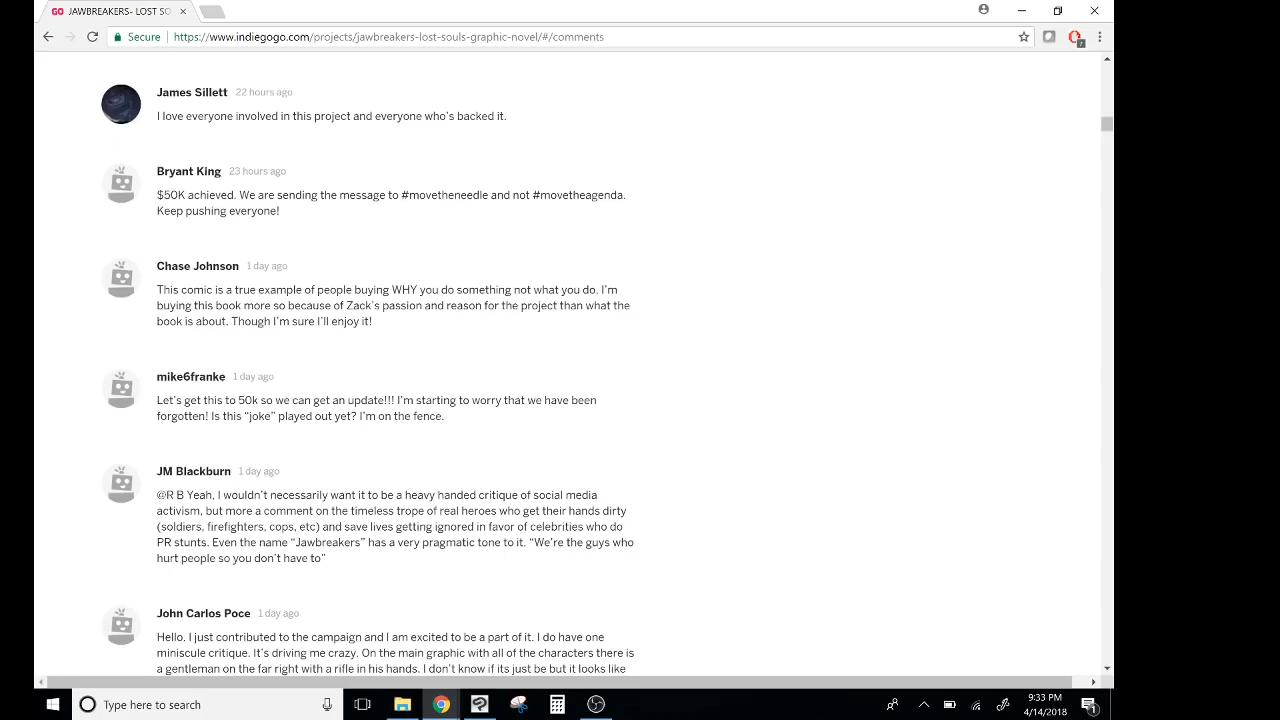 GO JAWBREAKERS- LOST SO
Secure https://www.indiegogo.com/projects/jawbreakers-lost-souls-graphic-novel/#/comments
7
James Sillett 22 hours ago
I love everyone involved in this project and everyone who's backed it.
Bryant King 23 hours ago
$50K achieved. We are sending the message to #movetheneedle and not #movetheagenda.
Keep pushing everyone!
Chase Johnson 1 day ago
This comic is a true example of people buying WHY you do something not what you do. I'm
buying this book more so because of Zack's passion and reason for the project than what the
book is about. Though I'm sure I'll enjoy it!
mike6franke 1 day ago
Let's get this to 50k so we can get an update!!! I'm starting to worry that we have been
forgotten! Is this “joke” played out yet? I'm on the fence.
JM Blackburn 1 day ago
@R B Yeah, I wouldn't necessarily want it to be a heavy handed critique of social media
activism, but more a comment on the timeless trope of real heroes who get their hands dirty
(soldiers, firefighters, cops, etc) and save lives getting ignored in favor of celebrities who do
PR stunts. Even the name “Jawbreakers” has a very pragmatic tone to it. “We're the guys who
hurt people so you don't have to”
John Carlos Poce 1 day ago
Hello. I just contributed to the campaign and I am excited to be a part of it. I do have one
miniscule critique. It's driving me crazy. On the main graphic with all of the characters there is
a gentleman on the far right with a rifle in his hands. I don't know if its just be but it looks like
Type here to search
9:33 PM
4/14/2018
1